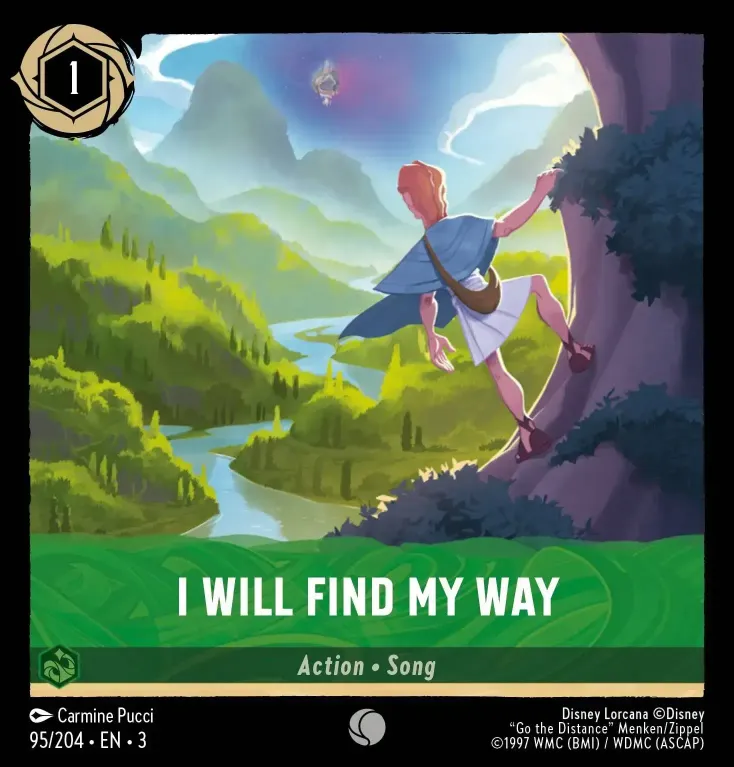 1
I WILL FIND MY WAY
Action • Song
Carmine Pucci
95/204 • EN • 3
Disney Lorcana ©Disney
“Go the Distance” Menken/Zippel
©1997 WMC (BMI) / WDMC (ASCAP)